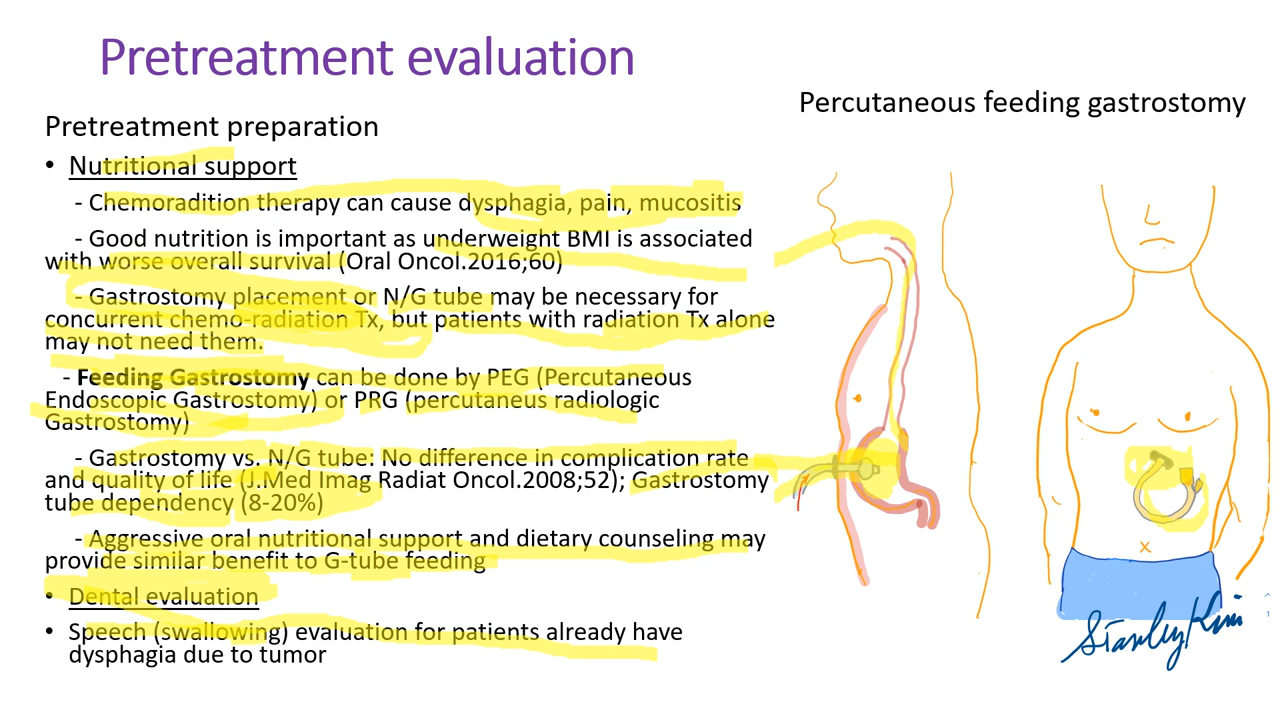 Pretreatment evaluation
Percutaneous feeding gastrostomy
Pretreatment preparation
• Nutritional support
- Chemoradition therapy can cause dysphagia, pain, mucositis
- Good nutrition is important as underweight BMI is associated
with worse overall survival (Oral Oncol.2016;60)
- Gastrostomy placement or N/G tube may be necessary for
concurrent chemo-radiation Tx, but patients with radiation Tx alone
may not need them.
- Feeding Gastrostomy can be done by PEG (Percutaneous
Endoscopic Gastrostomy) or PRG (percutaneus radiologic
Gastrostomy)
- Gastrostomy vs. N/G tube: No difference in complication rate
and quality of life (J.Med Imag Radiat Oncol.2008;52); Gastrostomy
tube dependency (8-20%)
- Aggressive oral nutritional support and dietary counseling may
provide similar benefit to G-tube feeding
• Dental evaluation
• Speech (swallowing) evaluation for patients already have
dysphagia due to tumor
Stanley Kim